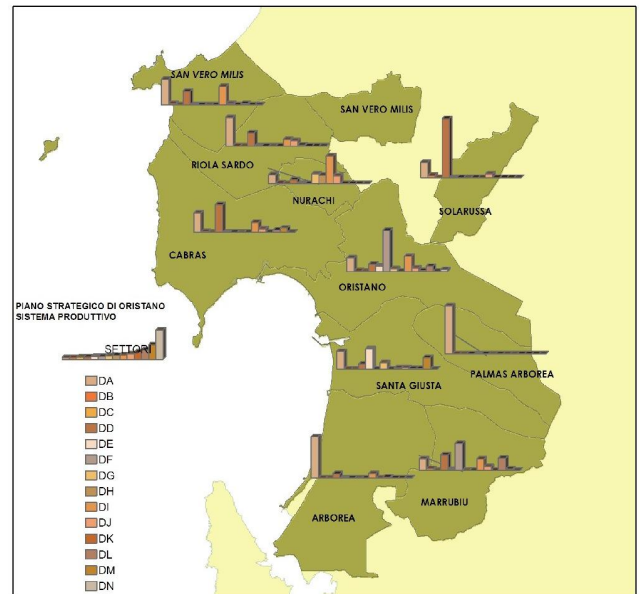 SAN VERO MILIS
SAN VERO MILIS
RIOLA SARDO
NURACHI
SOLARUSSA
CABRAS
ORISTANO
PIANO STRATEGICO DI ORISTANO
SISTEMA PRODUTTIVO
SETTORI
PALMAS ARBOREA
SANTA GIUSTA
DA
DB
DC
DD
DE
DF
DG
DH
DI
DJ
DK
DL
DM
DN
MARRUBIU
ARBOREA